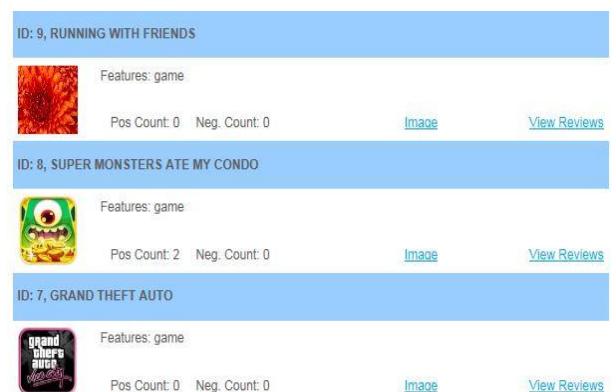 ID: 9, RUNNING WITH FRIENDS
Features: game
Pos Count: 0 Neg. Count: 0 Image View Reviews
ID: 8, SUPER MONSTERS ATE MY CONDO
Features: game
Pos Count: 2 Neg. Count: 0 Image View Reviews
ID: 7, GRAND THEFT AUTO
grand
theft
auto
Vice City
Features: game
Pos Count: 0 Neg. Count: 0 Image View Reviews